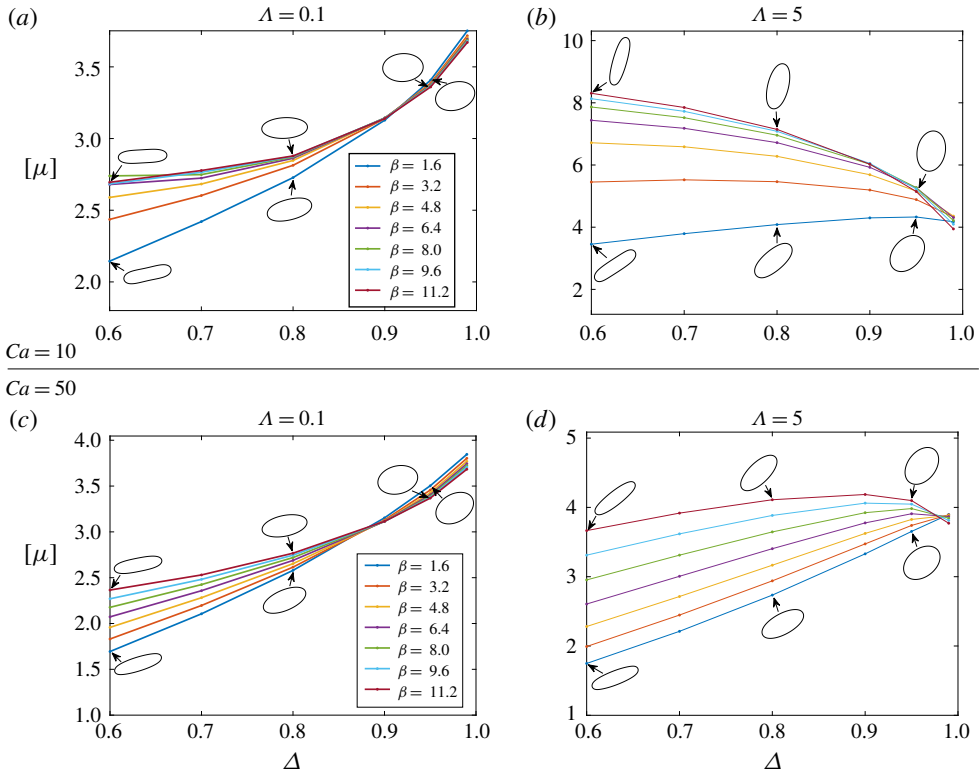 (a)
Λ = 0.1
3.5
3.0
[μ]
2.5
2.0
β = 1.6
β = 3.2
β = 4.8
β = 6.4
β = 8.0
β = 9.6
β = 11.2
0.6 0.7 0.8 0.9 1.0
(b)
Λ = 5
10
8
6
4
2
0.6 0.7 0.8 0.9 1.0
Ca = 10
Ca = 50
(c)
Λ = 0.1
4.0
3.5
3.0
[μ]
2.5
2.0
1.5
1.0
β = 1.6
β = 3.2
β = 4.8
β = 6.4
β = 8.0
β = 9.6
β = 11.2
0.6 0.7 0.8 0.9 1.0
Δ
(d)
Λ = 5
5
4
3
2
1
0.6 0.7 0.8 0.9 1.0
Δ